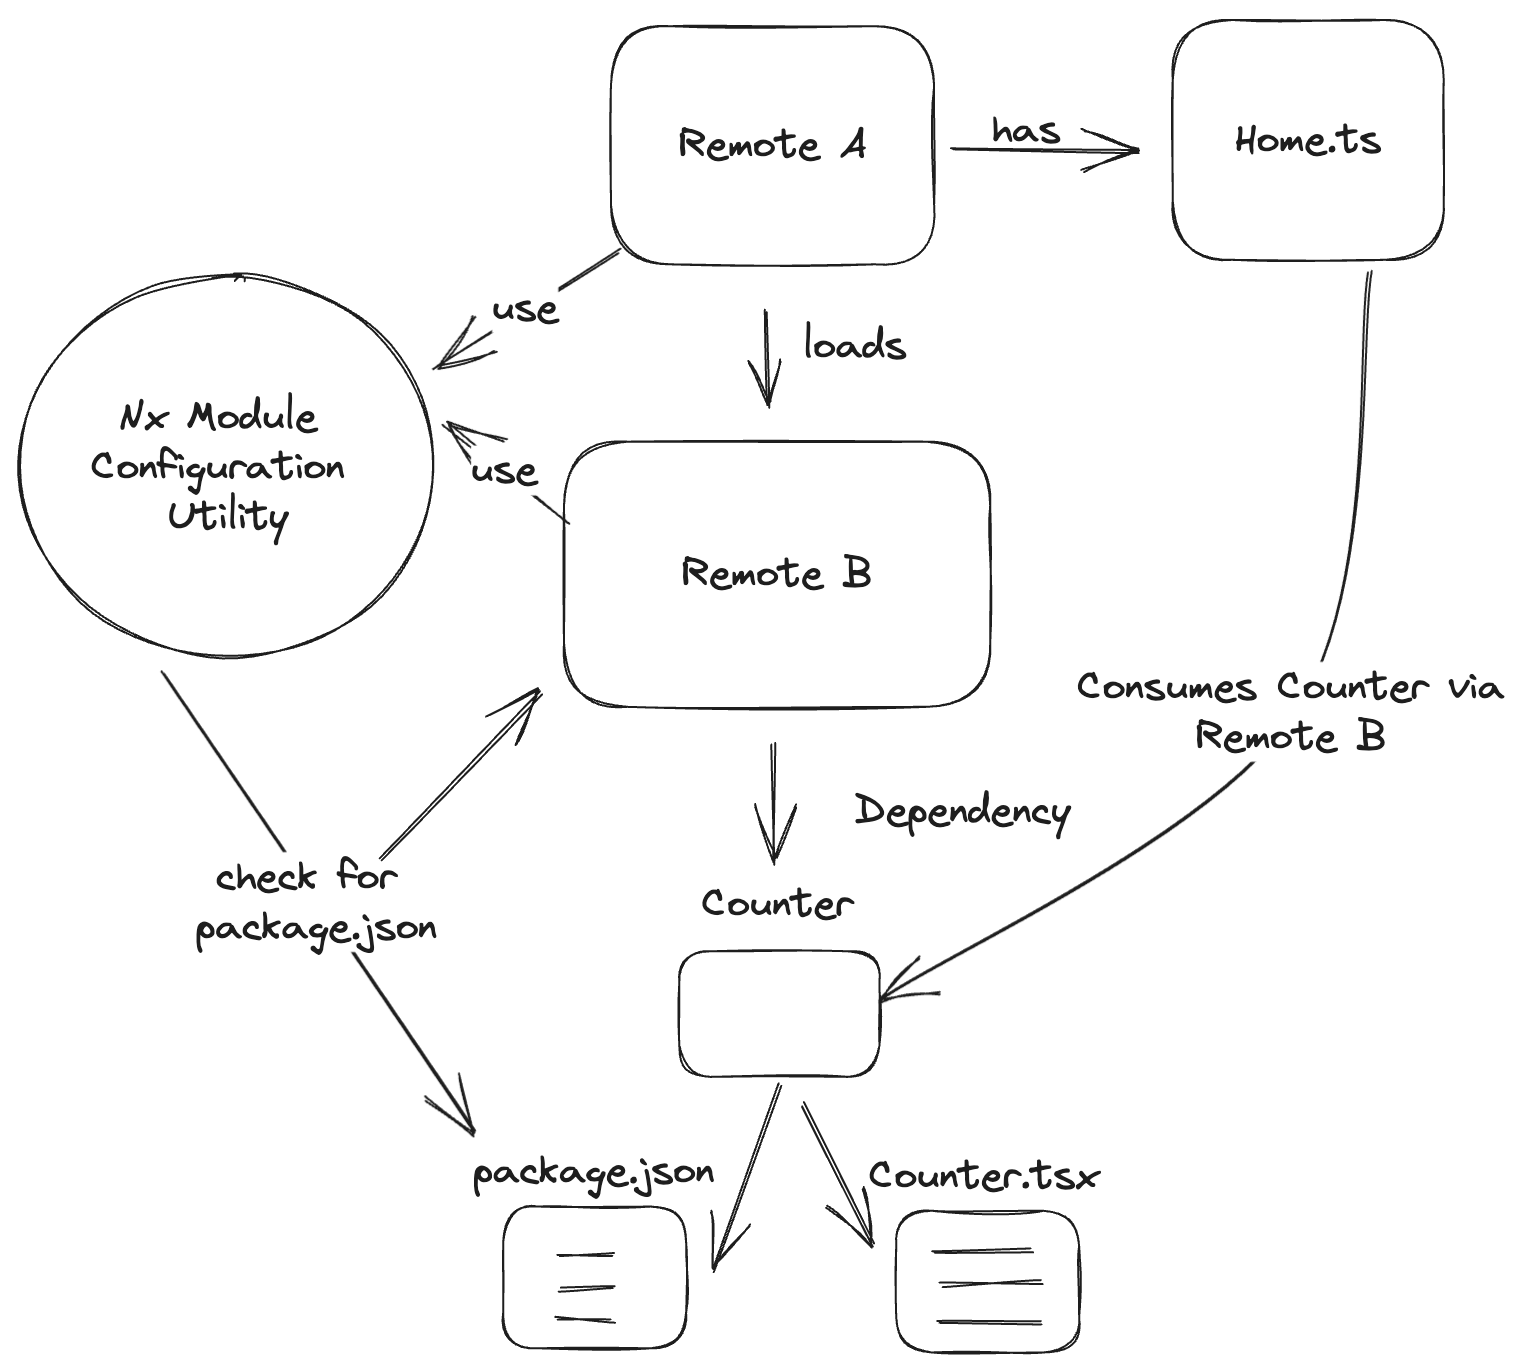 Remote A
has
Home.ts
use
loads
Nx Module
Configuration
Utility
use
Remote B
Consumes Counter via
Remote B
Dependency
check for
package.json
Counter
package.json
Counter.tsx